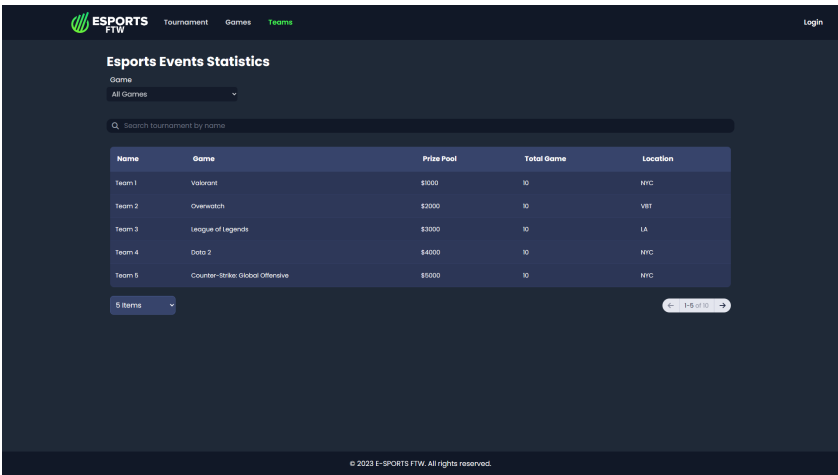 ESPORTS FTW Tournament Games Teams Login
Esports Events Statistics
Game
All Games
Search tournament by name
Name Game Prize Pool Total Game Location
Team 1 Valorant $1000 10 NYC
Team 2 Overwatch $2000 10 VBT
Team 3 League of Legends $3000 10 LA
Team 4 Dota 2 $4000 10 NYC
Team 5 Counter-Strike: Global Offensive $5000 10 NYC
5 Items 1-5 of 10
© 2023 E-SPORTS FTW. All rights reserved.